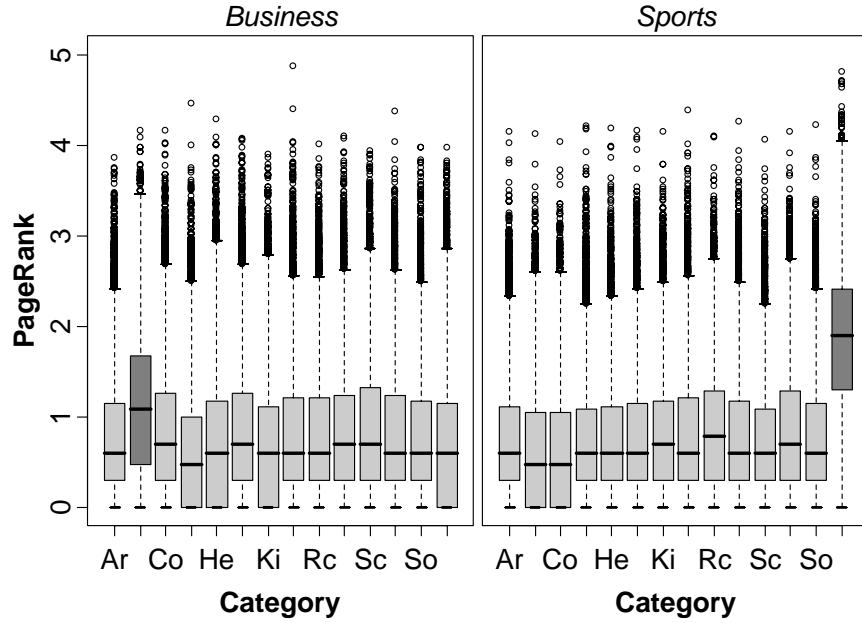 Business Sports
PageRank
5
4
3
2
1
0
Ar Co He Ki Rc Sc So Ar Co He Ki Rc Sc So
Category Category